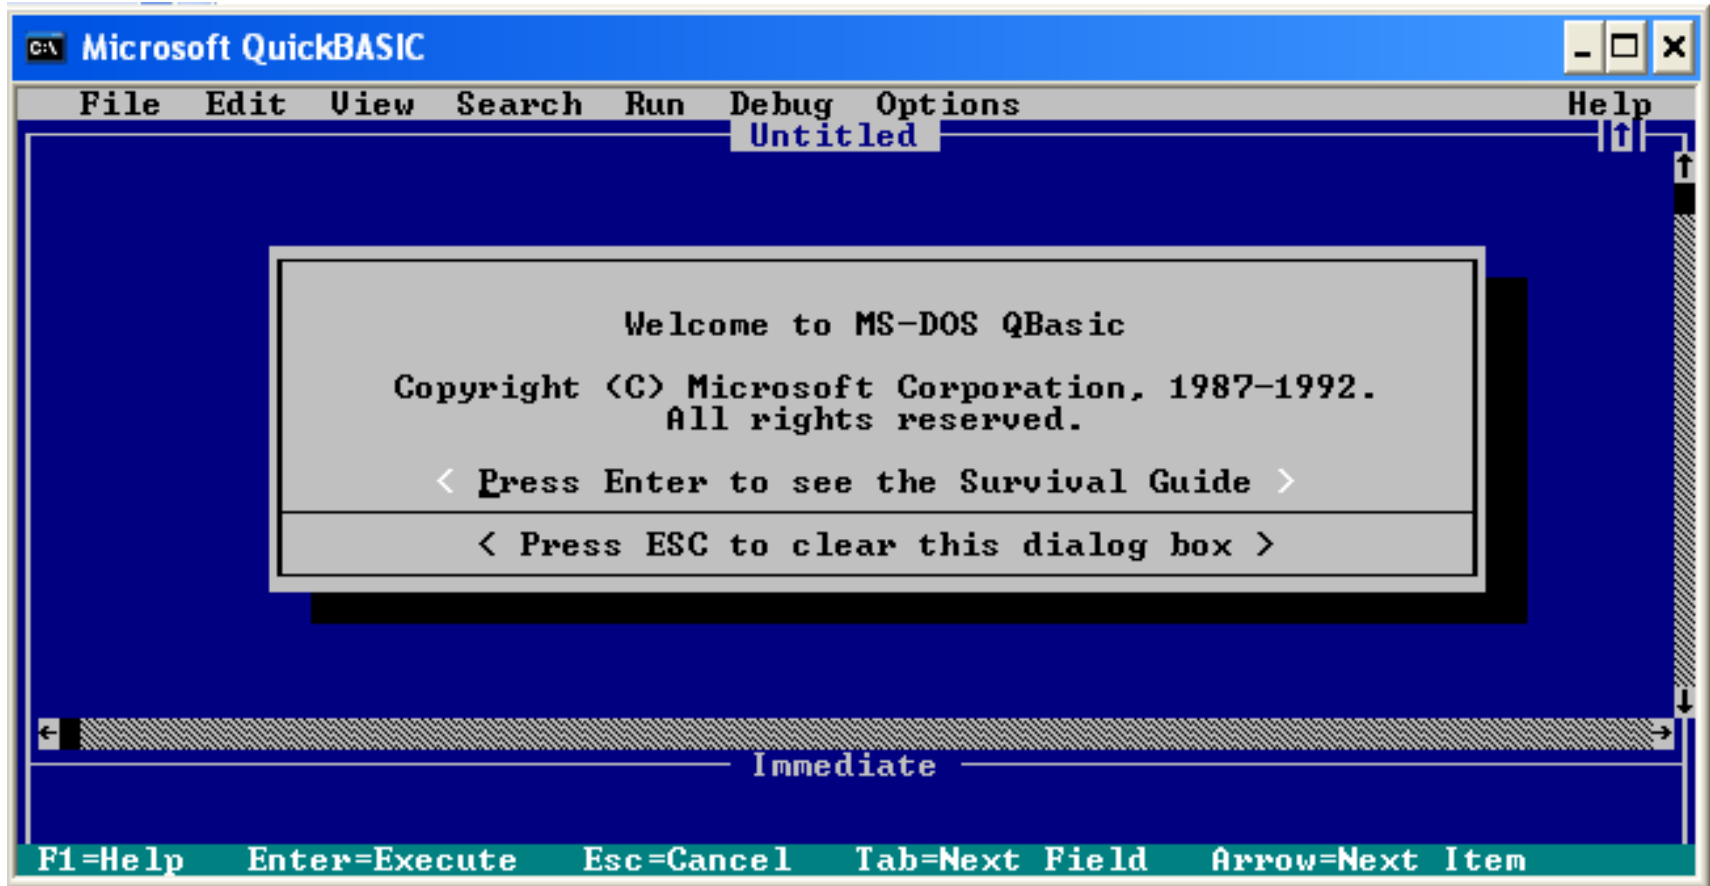 Microsoft QuickBASIC
File Edit View Search Run Debug Options Help
Untitled
Welcome to MS-DOS QBasic
Copyright (C) Microsoft Corporation, 1987-1992.
All rights reserved.
< Press Enter to see the Survival Guide >
< Press ESC to clear this dialog box >
Immediate
F1=Help Enter=Execute Esc=Cancel Tab=Next Field Arrow=Next Item